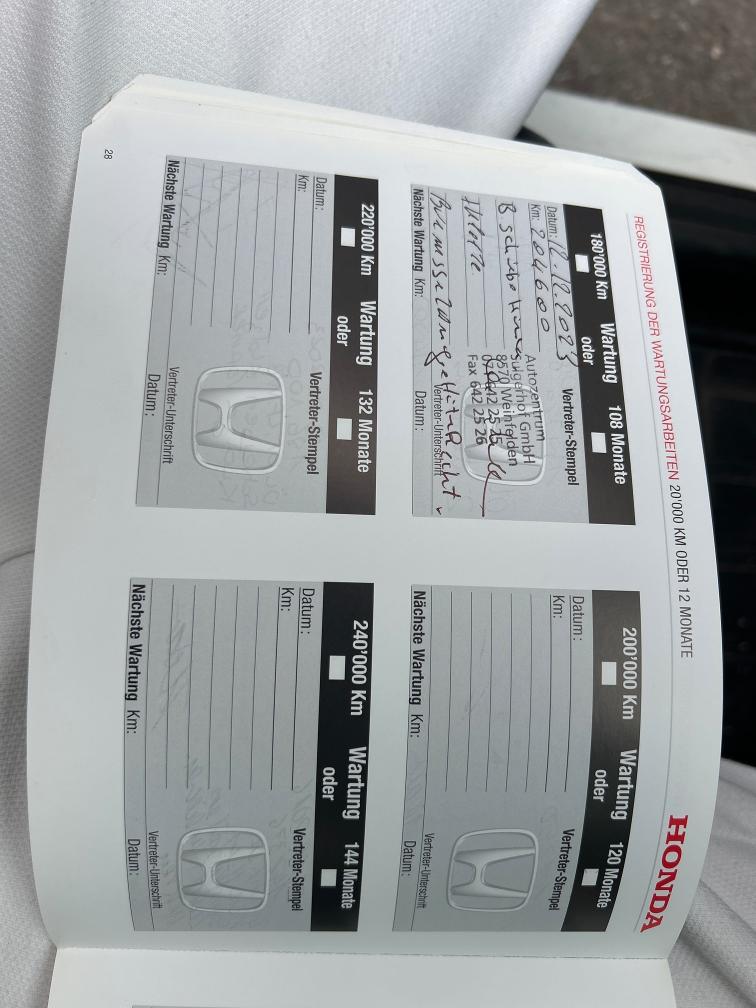 REGISTRIERUNG DER WARTUNGSARBEITEN 20'000 KM ODER 12 MONATE
HONDA
180'000 Km Wartung 108 Monate
oder
Datum: 12.12.2023 Vertreter-Stempel
Km: 204600
Autozentrum
GmbH
8570 Weinfelden
642 25 25
Fax 642 25 26
hintere
Vertreter-Unterschrift
Nächste Wartung Km: Datum:
200'000 Km Wartung 120 Monate
oder
Datum: Vertreter-Stempel
Km:
Vertreter-Unterschrift
Nächste Wartung Km: Datum:
220'000 Km Wartung 132 Monate
oder
Datum: Vertreter-Stempel
Km:
Vertreter-Unterschrift
Nächste Wartung Km: Datum:
240'000 Km Wartung 144 Monate
oder
Datum: Vertreter-Stempel
Km:
Vertreter-Unterschrift
Nächste Wartung Km: Datum:
28